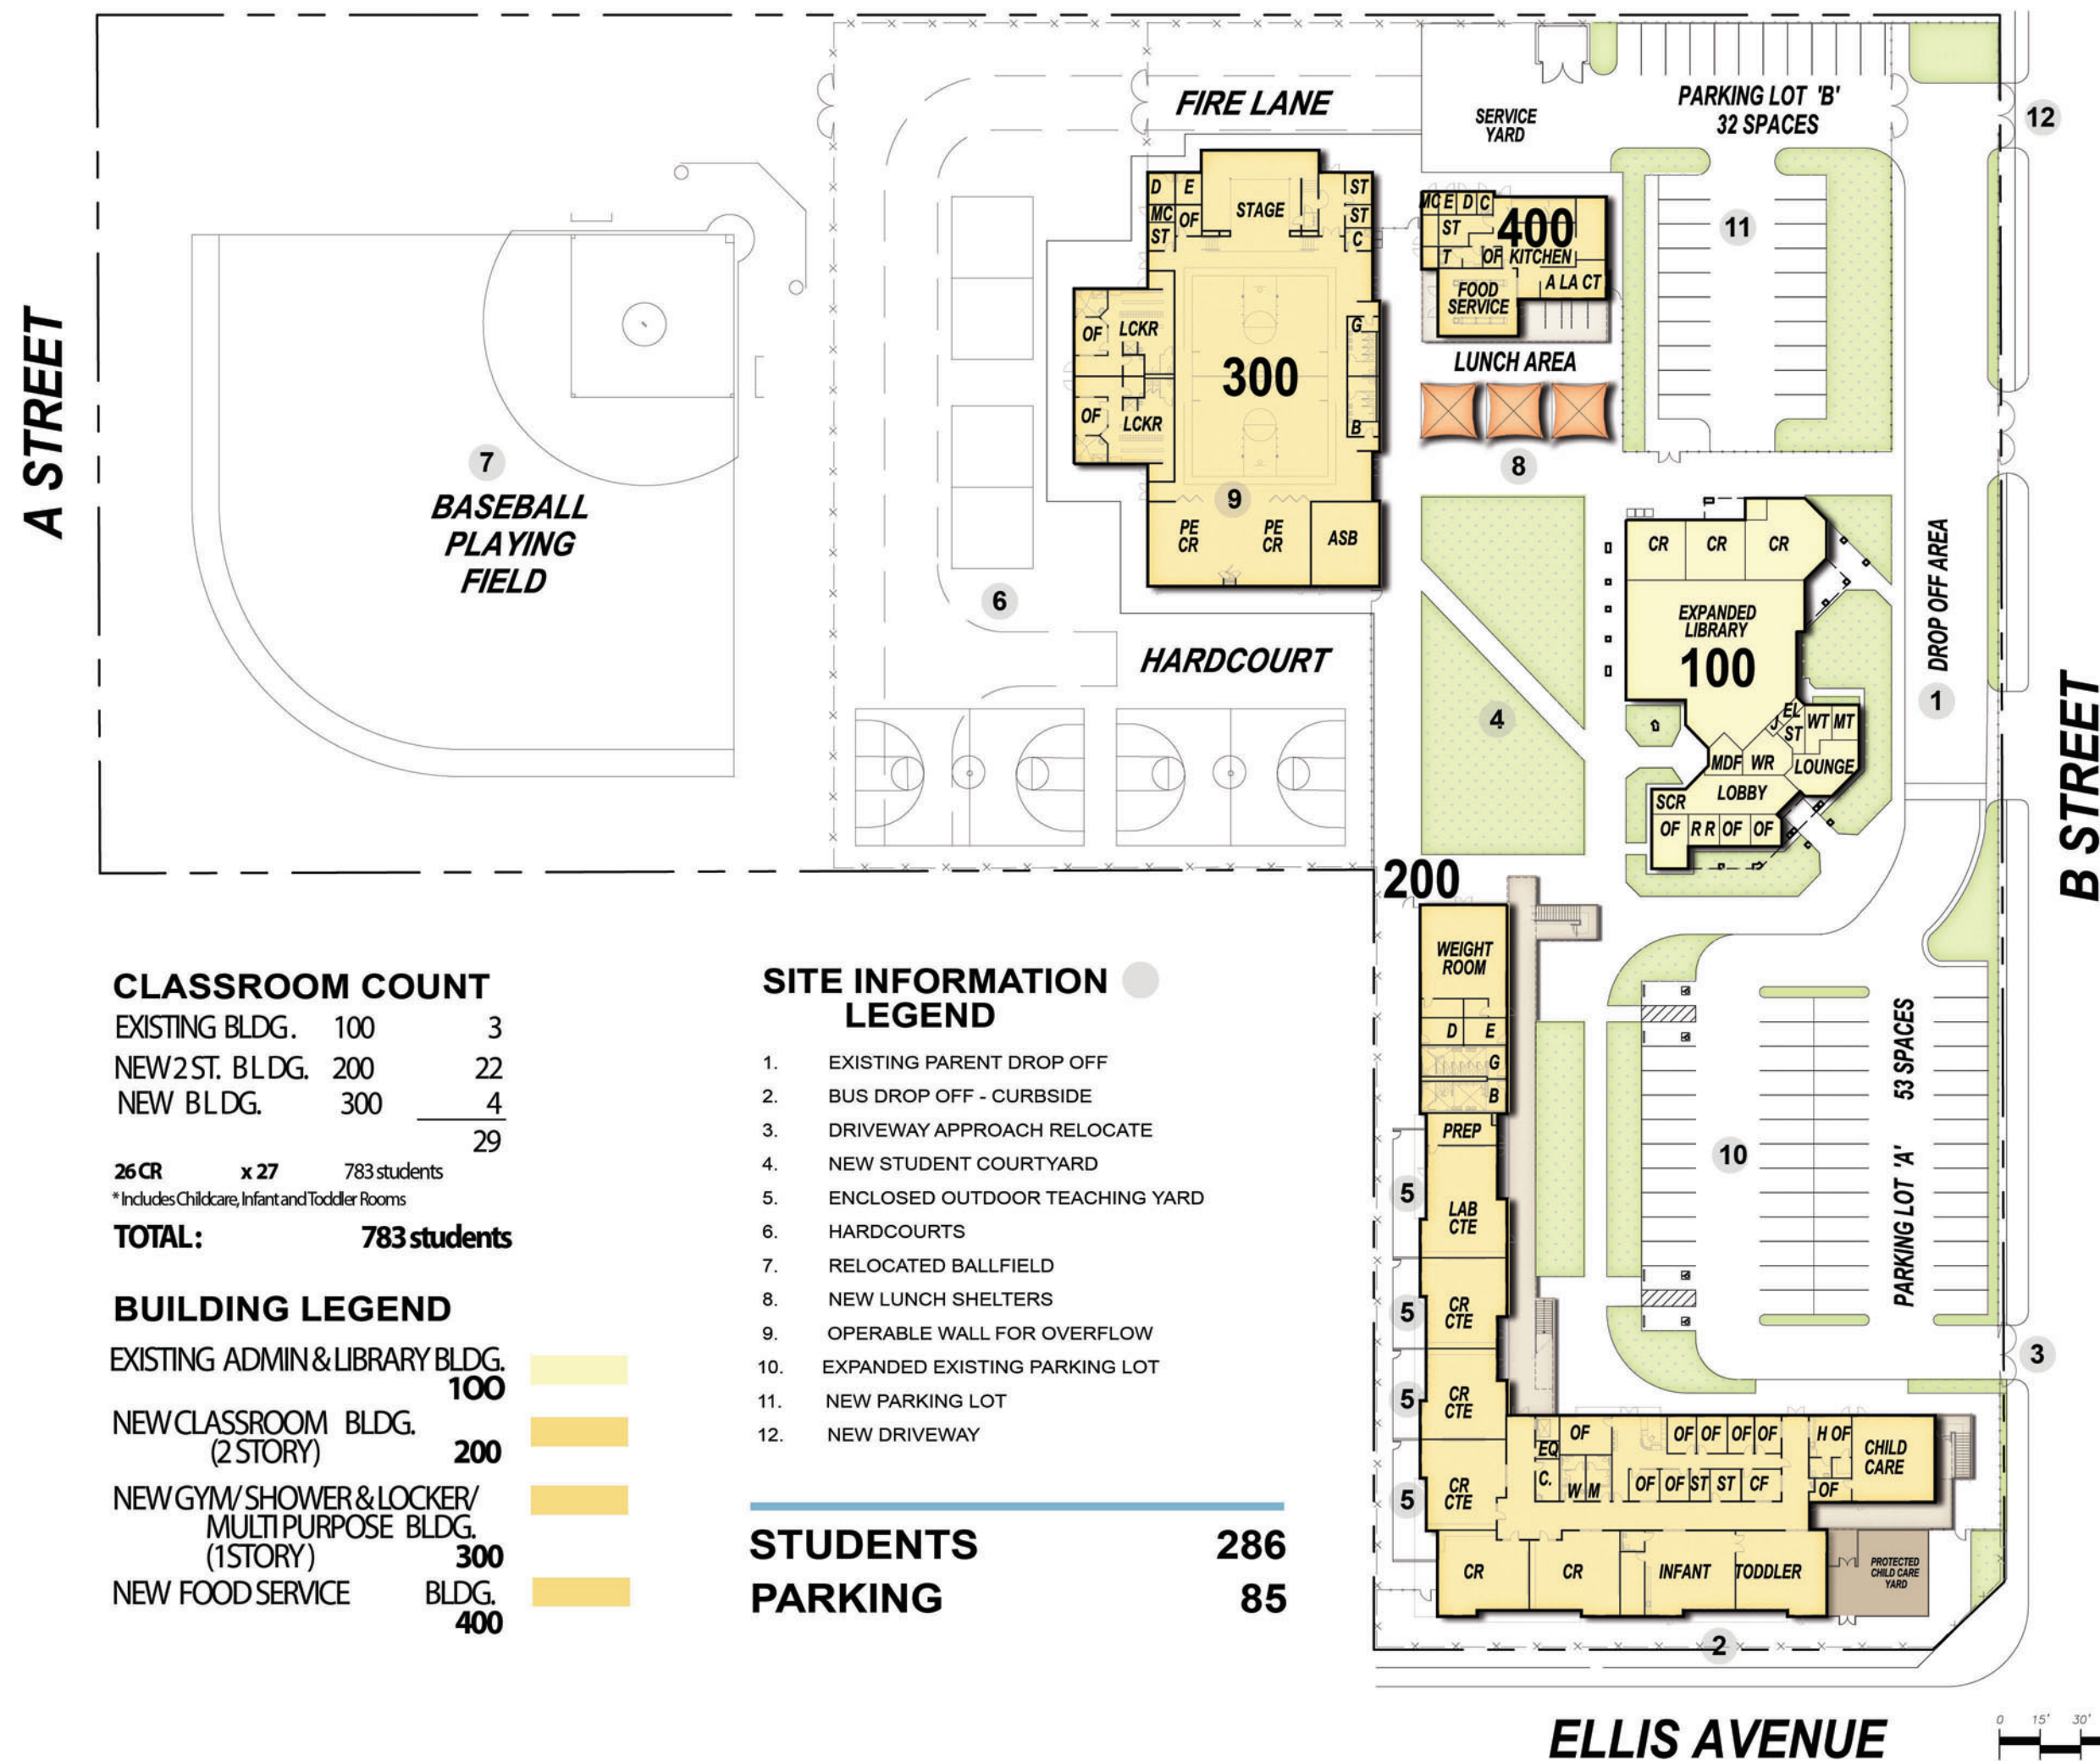 FIRE LANE
SERVICE
YARD
PARKING LOT 'B'
32 SPACES
12
11
D E
MC OF
ST
STAGE
ST
ST
C
MC E D C
ST
400
T OF KITCHEN
A LA CT
FOOD
SERVICE
LUNCH AREA
8
OF LCKR
OF LCKR
G
B
300
9
PE
CR
PE
CR
ASB
A STREET
7
BASEBALL
PLAYING
FIELD
6
HARDCOURT
4
CR CR CR
EXPANDED
LIBRARY
100
J EL
ST
WT MT
MDF WR LOUNGE
LOBBY
SCR
OF R R OF OF
DROP OFF AREA
1
B STREET
200
WEIGHT
ROOM
D E
G
B
PREP
5
LAB
CTE
5
CR
CTE
5
CR
CTE
5
CR
CTE
10
PARKING LOT 'A' 53 SPACES
3
OF
EQ
C.
W M
OF OF OF OF
OF OF ST ST CF
H OF
OF
CHILD
CARE
CR CR INFANT TODDLER
PROTECTED
CHILD CARE
YARD
2
ELLIS AVENUE
0 15' 30'
CLASSROOM COUNT
EXISTING BLDG. 100 3
NEW 2 ST. BLDG. 200 22
NEW BLDG. 300 4
29
26 CR x 27 783 students
* Includes Childcare, Infant and Toddler Rooms
TOTAL: 783 students
BUILDING LEGEND
EXISTING ADMIN & LIBRARY BLDG.
100
NEW CLASSROOM BLDG.
(2 STORY) 200
NEW GYM/ SHOWER & LOCKER/
MULTI PURPOSE BLDG.
(1 STORY) 300
NEW FOOD SERVICE BLDG.
400
SITE INFORMATION
LEGEND
1. EXISTING PARENT DROP OFF
2. BUS DROP OFF - CURBSIDE
3. DRIVEWAY APPROACH RELOCATE
4. NEW STUDENT COURTYARD
5. ENCLOSED OUTDOOR TEACHING YARD
6. HARDCOURTS
7. RELOCATED BALLFIELD
8. NEW LUNCH SHELTERS
9. OPERABLE WALL FOR OVERFLOW
10. EXPANDED EXISTING PARKING LOT
11. NEW PARKING LOT
12. NEW DRIVEWAY
STUDENTS 286
PARKING 85